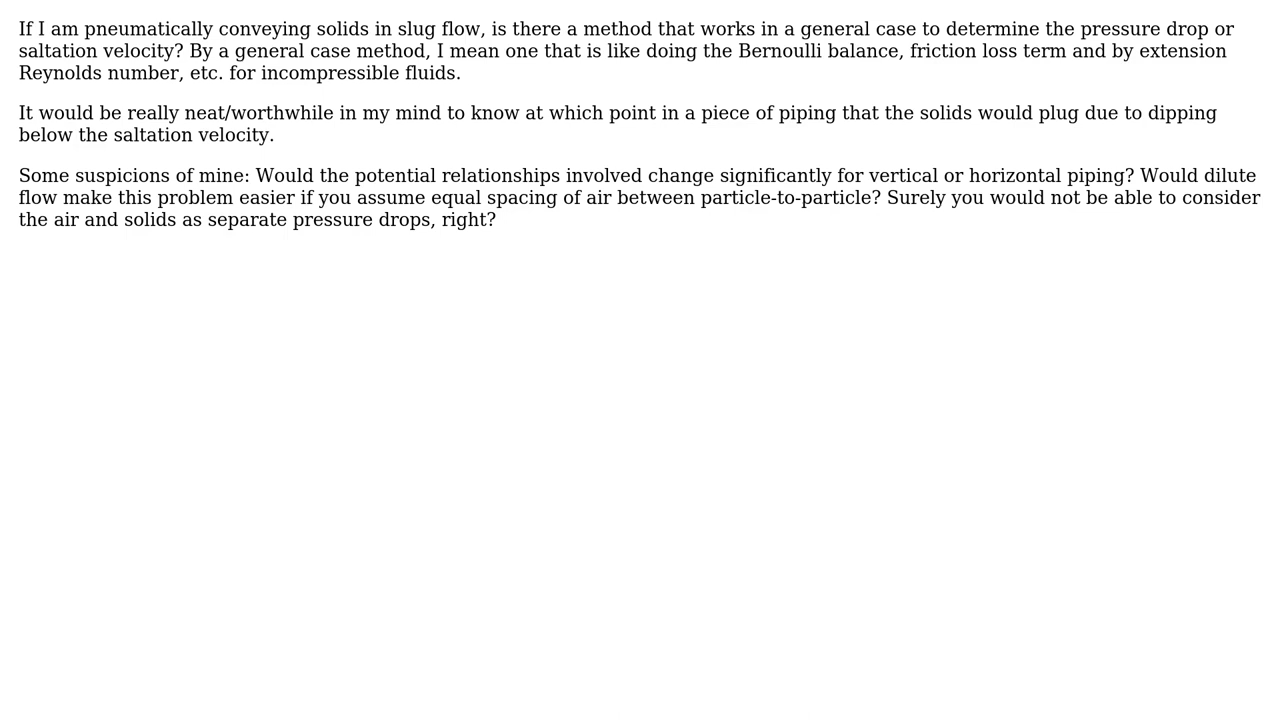 If I am pneumatically conveying solids in slug flow, is there a method that works in a general case to determine the pressure drop or
saltation velocity? By a general case method, I mean one that is like doing the Bernoulli balance, friction loss term and by extension
Reynolds number, etc. for incompressible fluids.
It would be really neat/worthwhile in my mind to know at which point in a piece of piping that the solids would plug due to dipping
below the saltation velocity.
Some suspicions of mine: Would the potential relationships involved change significantly for vertical or horizontal piping? Would dilute
flow make this problem easier if you assume equal spacing of air between particle-to-particle? Surely you would not be able to consider
the air and solids as separate pressure drops, right?